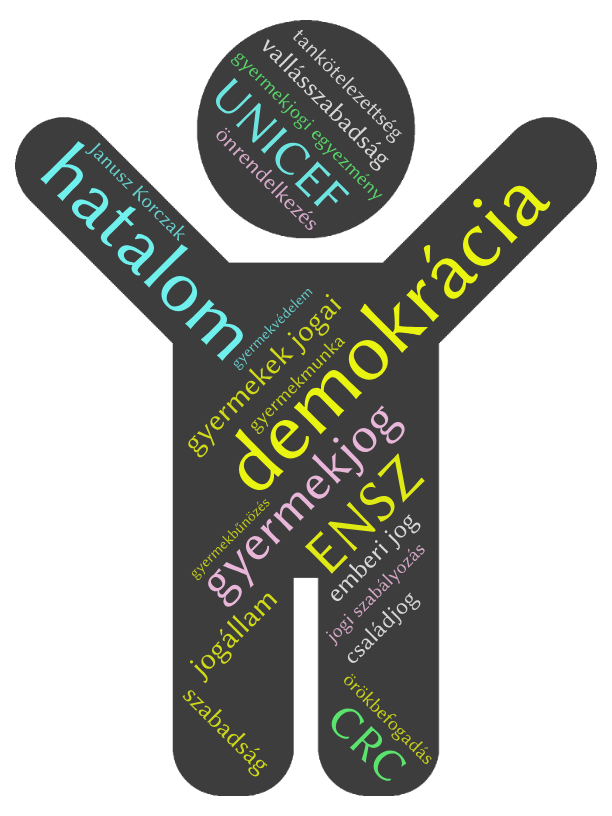 tankötelezettség
vallásszabadság
gyermekjogi egyezmény
UNICEF
önrendelkezés
Janusz Korczak
hatalom
demokrácia
gyermekvédelem
gyermekek jogai
gyermekmunka
gyermekjog
gyermekbűnözés
ENSZ
emberi jog
jogi szabályozás
családjog
jogállam
szabadság
örökbefogadás
CRC